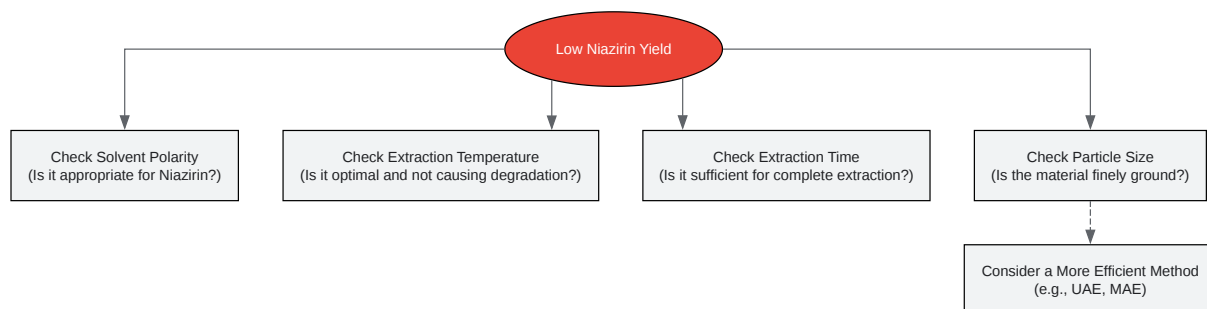 Low Niazirin Yield
Check Solvent Polarity
(Is it appropriate for Niazirin?)
Check Extraction Temperature
(Is it optimal and not causing degradation?)
Check Extraction Time
(Is it sufficient for complete extraction?)
Check Particle Size
(Is the material finely ground?)
Consider a More Efficient Method
(e.g., UAE, MAE)